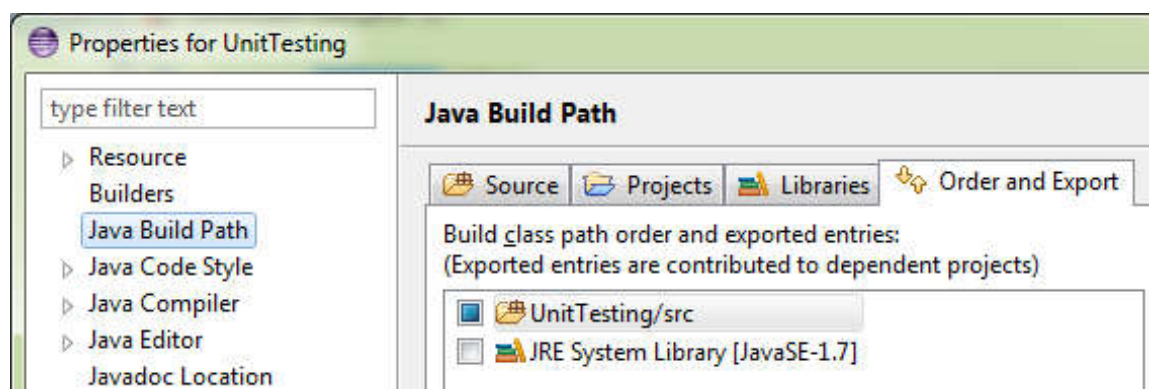 Properties for UnitTesting
type filter text
Resource
Builders
Java Build Path
Java Code Style
Java Compiler
Java Editor
Javadoc Location
Java Build Path
Source
Projects
Libraries
Order and Export
Build class path order and exported entries:
(Exported entries are contributed to dependent projects)
UnitTesting/src
JRE System Library [JavaSE-1.7]